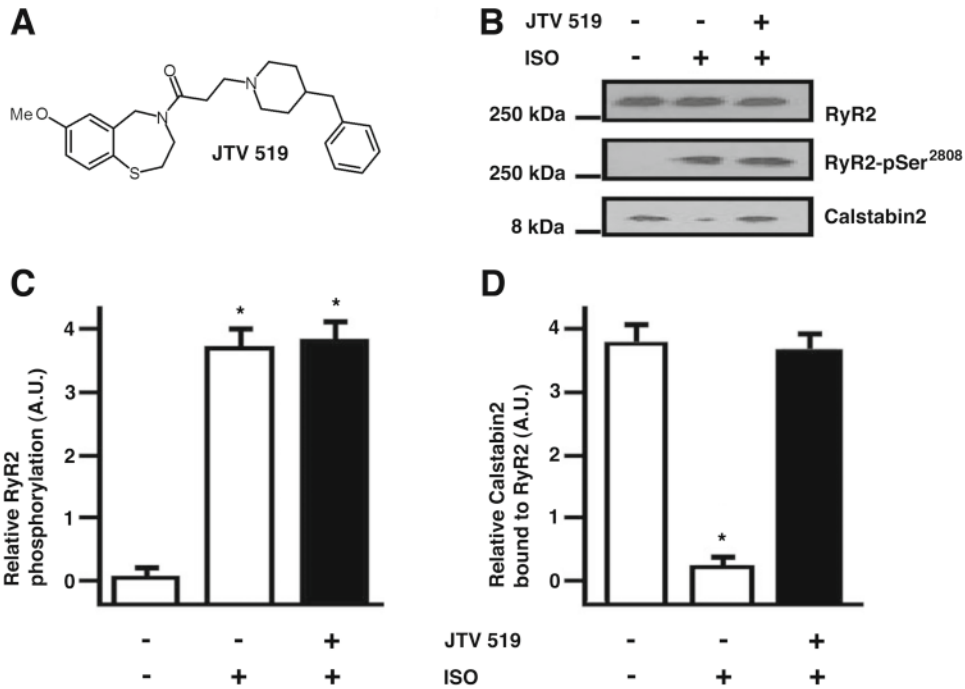 A
MeO
O
N
N
S
JTV 519
B
JTV 519 - - +
ISO - + +
250 kDa RyR2
250 kDa RyR2-pSer²⁸⁰⁸
8 kDa Calstabin2
C
Relative RyR2
phosphorylation (A.U.)
4
3
2
1
0
* *
D
Relative Calstabin2
bound to RyR2 (A.U.)
4
3
2
1
0
*
- - + JTV 519 - - +
- + + ISO - + +